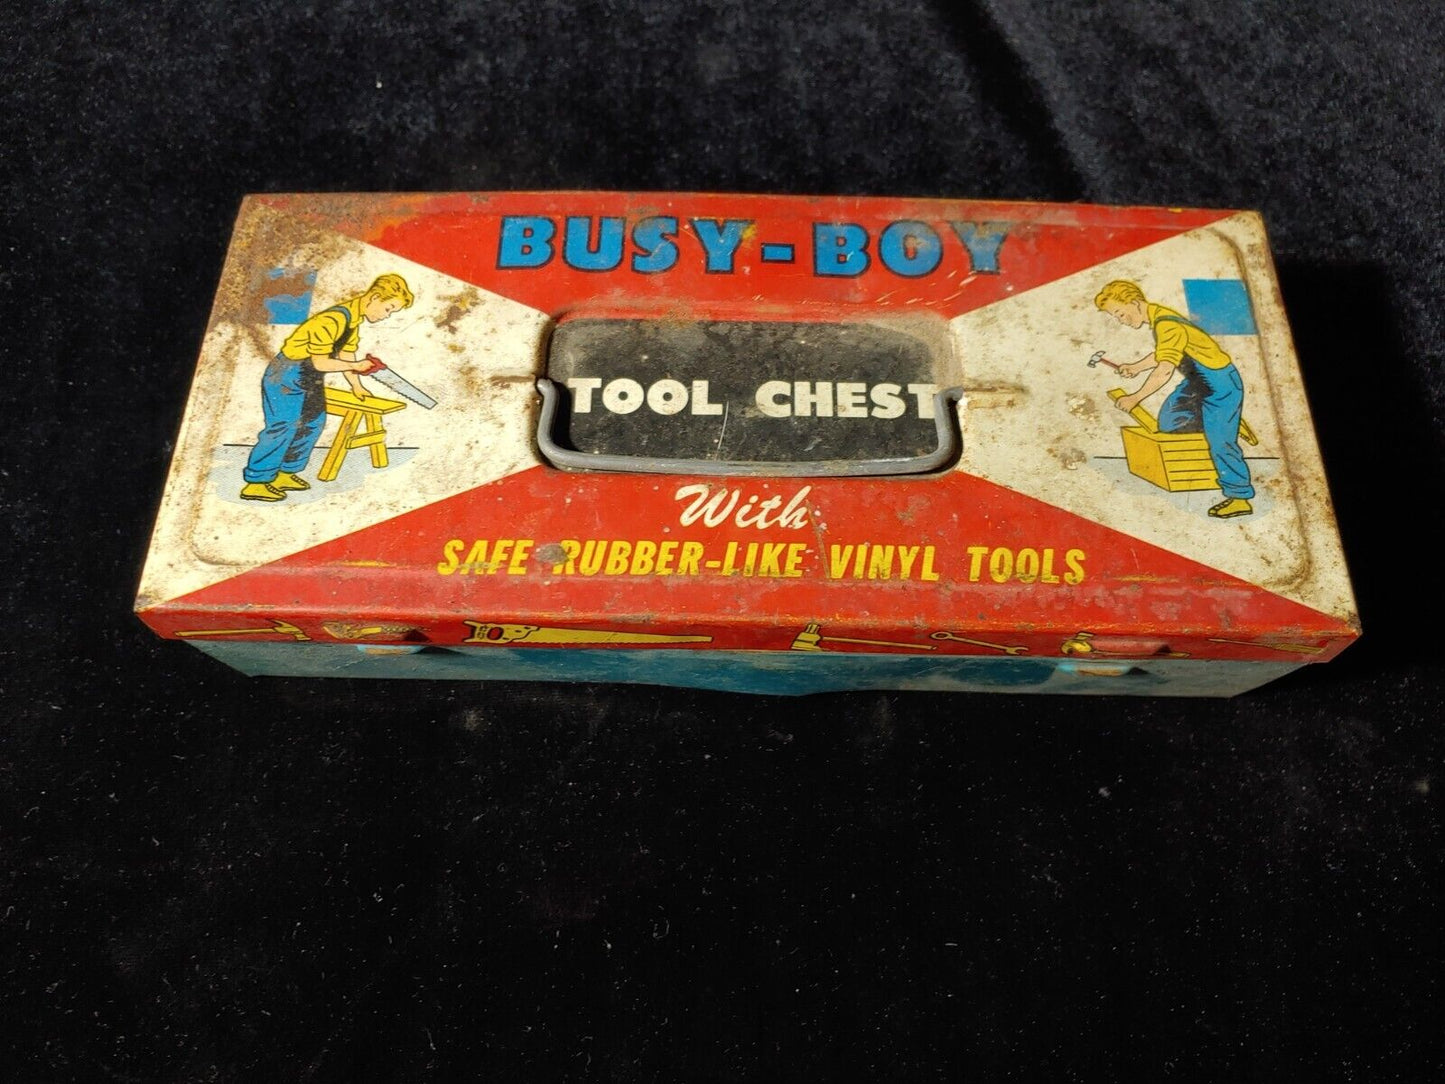 BUSY-BOY
TOOL CHEST
With
SAFE RUBBER-LIKE VINYL TOOLS